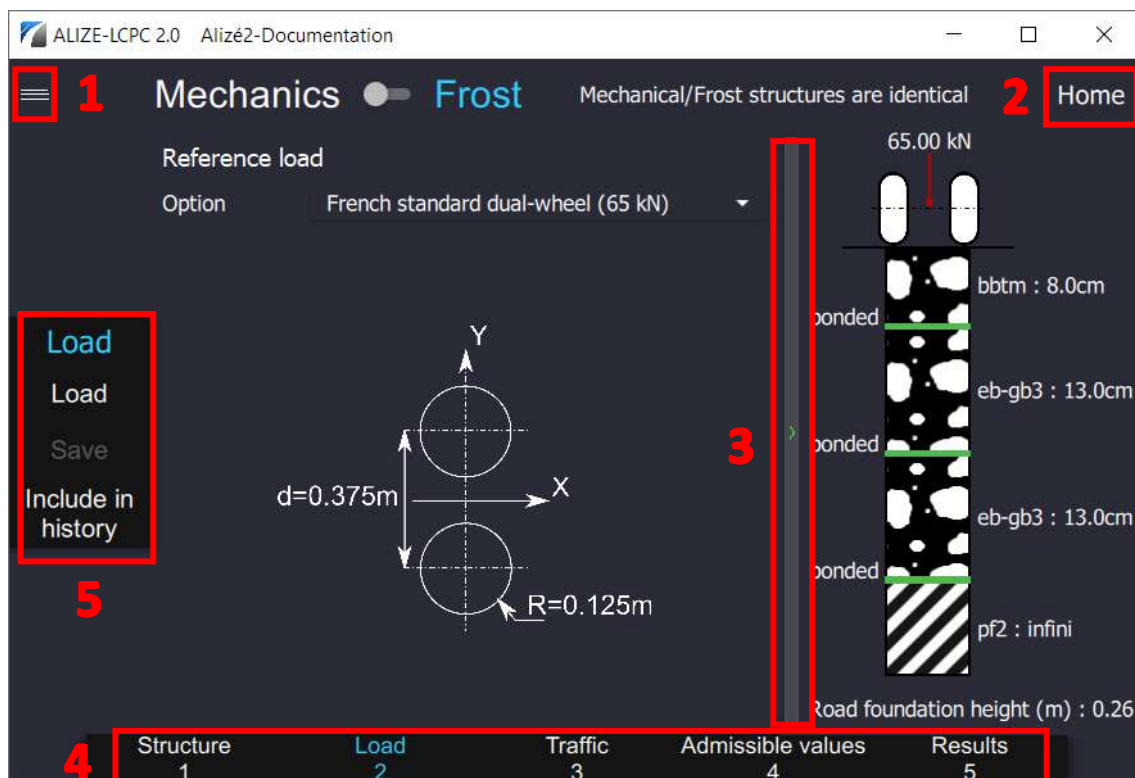 ALIZE-LCPC 2.0 Alizé2-Documentation
1
Mechanics Frost
Mechanical/Frost structures are identical
2
Home
Reference load
Option French standard dual-wheel (65 kN)
65.00 kN
bbtm : 8.0cm
bonded
eb-gb3 : 13.0cm
bonded
eb-gb3 : 13.0cm
bonded
pf2 : infini
Road foundation height (m) : 0.26
3
Y
X
d=0.375m
R=0.125m
Load
Load
Save
Include in
history
5
4
Structure Load Traffic Admissible values Results
1 2 3 4 5